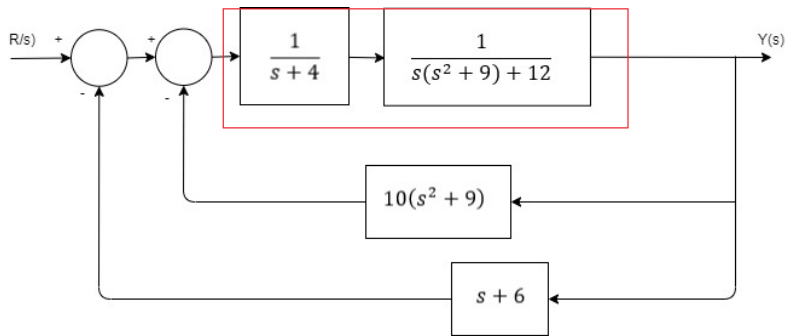 R/s) + + 1/(s + 4) 1/(s(s² + 9) + 12) Y(s)
- -
10(s² + 9)
s + 6